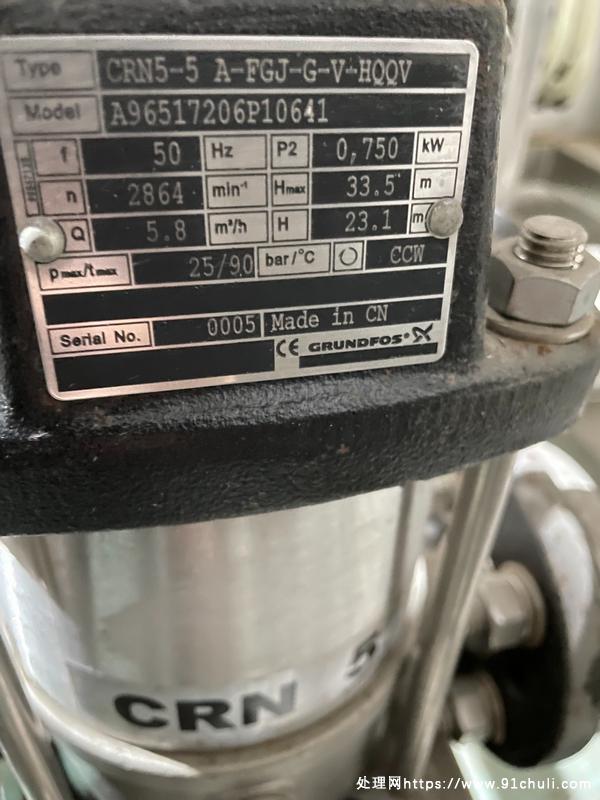 Type CRN5-5 A-FGJ-G-V-HQQV
Model A96517206P10641
f 50 Hz P2 0,750 kW
n 2864 min⁻¹ Hmax 33.5 m
Q 5.8 m³/h H 23.1 m
pmax/tmax 25/90 bar/°C CCW
Serial No. 0005 Made in CN
CE GRUNDFOS X
CRN 5
处理网https://www.91chuli.com